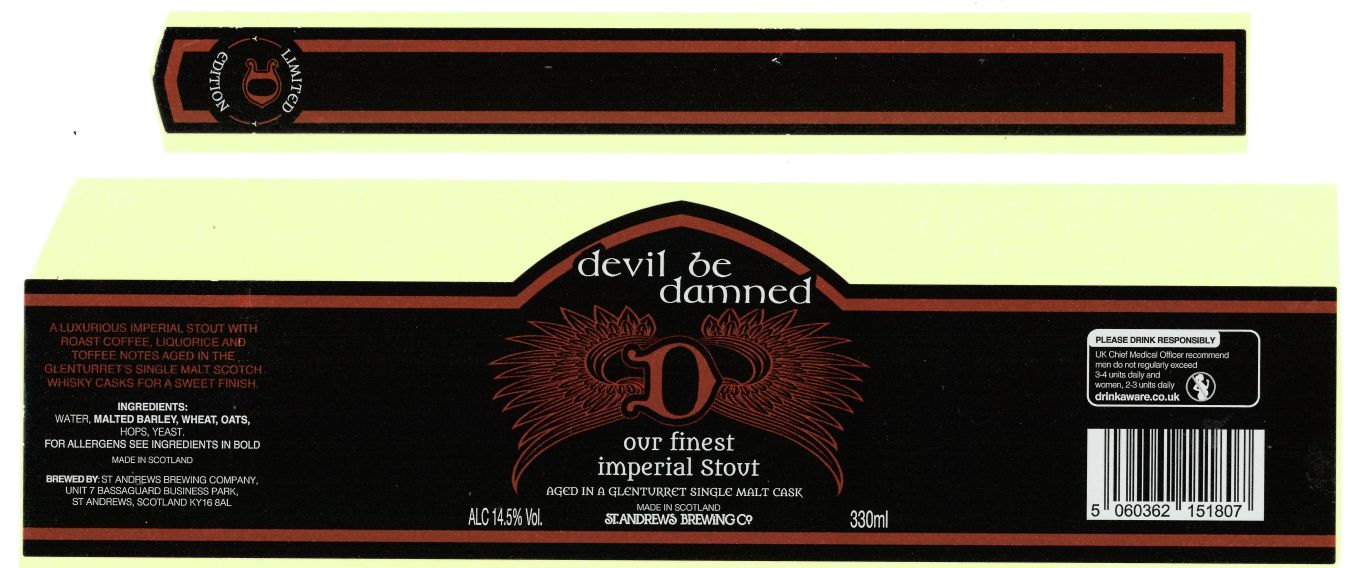 LIMITED
EDITION
devil be
damned
D
our finest
imperial Stout
AGED IN A GLENTURRET SINGLE MALT CASK
MADE IN SCOTLAND
ST. ANDREWS BREWING Co
ALC 14.5% Vol.
330ml
A LUXURIOUS IMPERIAL STOUT WITH
ROAST COFFEE, LIQUORICE AND
TOFFEE NOTES AGED IN THE
GLENTURRET'S SINGLE MALT SCOTCH
WHISKY CASKS FOR A SWEET FINISH.
INGREDIENTS:
WATER, MALTED BARLEY, WHEAT, OATS,
HOPS, YEAST.
FOR ALLERGENS SEE INGREDIENTS IN BOLD
MADE IN SCOTLAND
BREWED BY: ST ANDREWS BREWING COMPANY,
UNIT 7 BASSAGUARD BUSINESS PARK,
ST ANDREWS, SCOTLAND KY16 8AL
PLEASE DRINK RESPONSIBLY
UK Chief Medical Officer recommend
men do not regularly exceed
3-4 units daily and
women, 2-3 units daily
drinkaware.co.uk
5 060362 151807